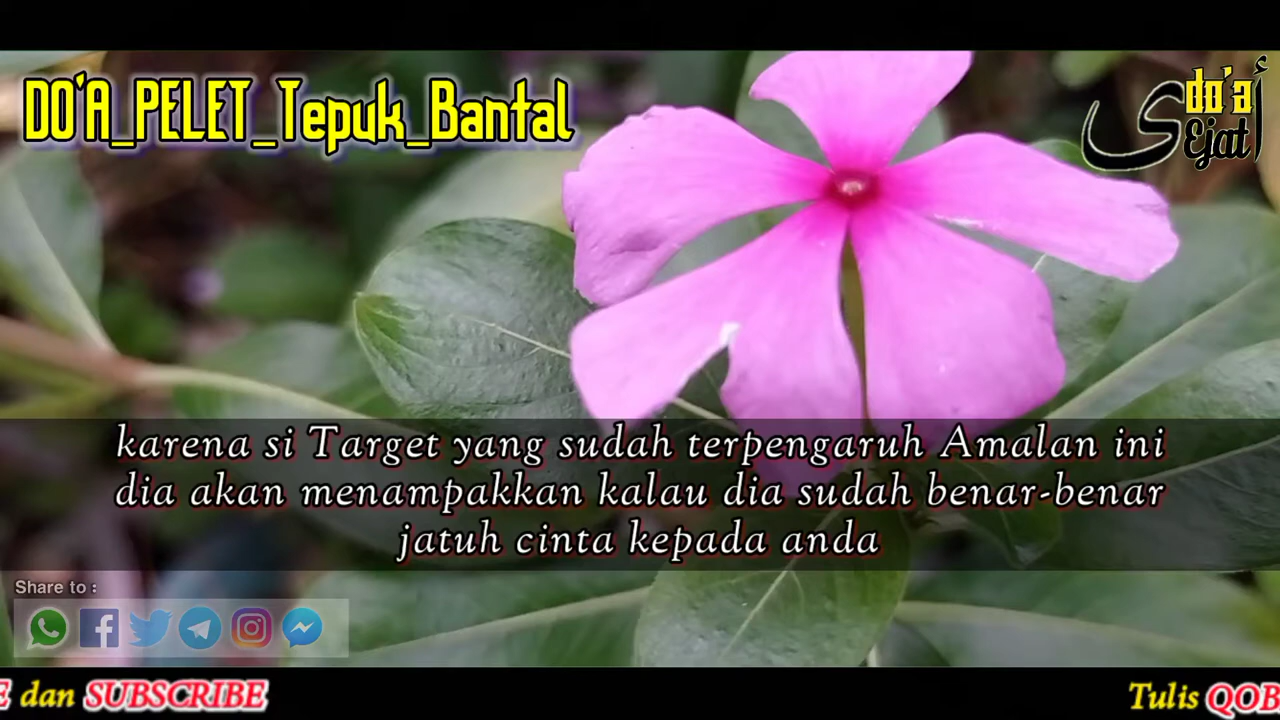 DO'A_PELET_Tepuk_Bantal
do'a
Ejati
karena si Target yang sudah terpengaruh Amalan ini
dia akan menampakkan kalau dia sudah benar-benar
jatuh cinta kepada anda
Share to :
E dan SUBSCRIBE
Tulis QOB